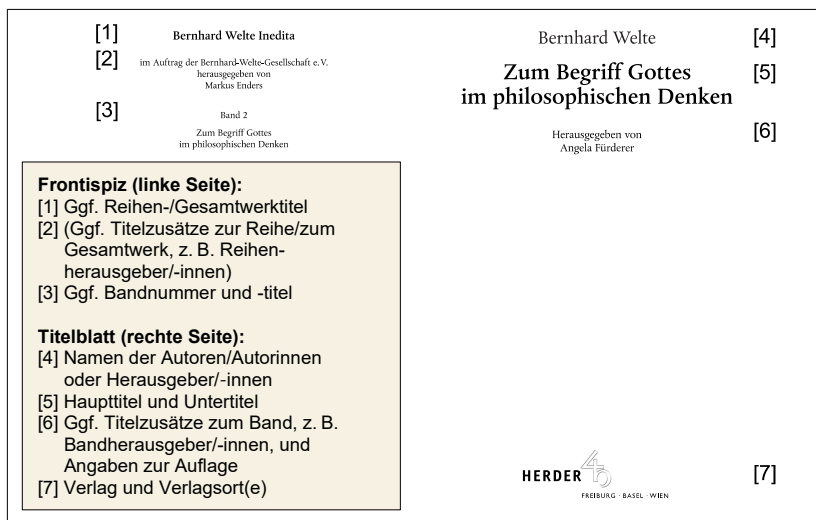 [1] Bernhard Welte Inedita
[2] im Auftrag der Bernhard-Welte-Gesellschaft e. V.
herausgegeben von
Markus Enders
[3] Band 2
Zum Begriff Gottes
im philosophischen Denken
Frontispiz (linke Seite):
[1] Ggf. Reihen-/Gesamtwerktitel
[2] (Ggf. Titelzusätze zur Reihe/zum
Gesamtwerk, z. B. Reihen-
herausgeber/-innen)
[3] Ggf. Bandnummer und -titel
Titelblatt (rechte Seite):
[4] Namen der Autoren/Autorinnen
oder Herausgeber/-innen
[5] Haupttitel und Untertitel
[6] Ggf. Titelzusätze zum Band, z. B.
Bandherausgeber/-innen, und
Angaben zur Auflage
[7] Verlag und Verlagsort(e)
Bernhard Welte [4]
Zum Begriff Gottes [5]
im philosophischen Denken
Herausgegeben von [6]
Angela Fürderer
HERDER [7]
FREIBURG · BASEL · WIEN